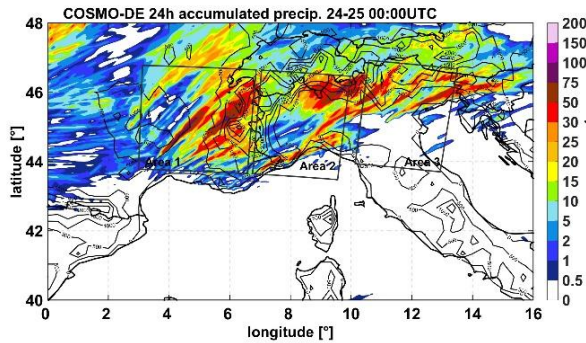 COSMO-DE 24h accumulated precip. 24-25 00:00UTC
48
46
44
42
40
latitude [°]
Area 1
Area 2
Area 3
0 2 4 6 8 10 12 14 16
longitude [°]
200
150
100
75
50
30
25
20
15
10
5
2
1
0.5
0